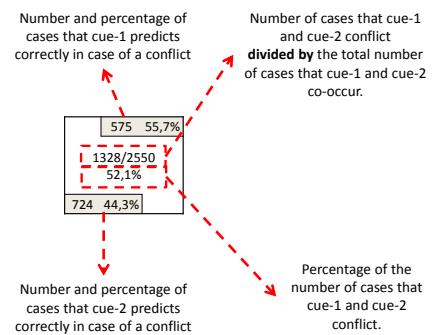 Number and percentage of
cases that cue-1 predicts
correctly in case of a conflict
Number of cases that cue-1
and cue-2 conflict
divided by the total number
of cases that cue-1 and cue-2
co-occur.
575 55,7%
1328/2550
52,1%
724 44,3%
Number and percentage of
cases that cue-2 predicts
correctly in case of a conflict
Percentage of the
number of cases that
cue-1 and cue-2
conflict.